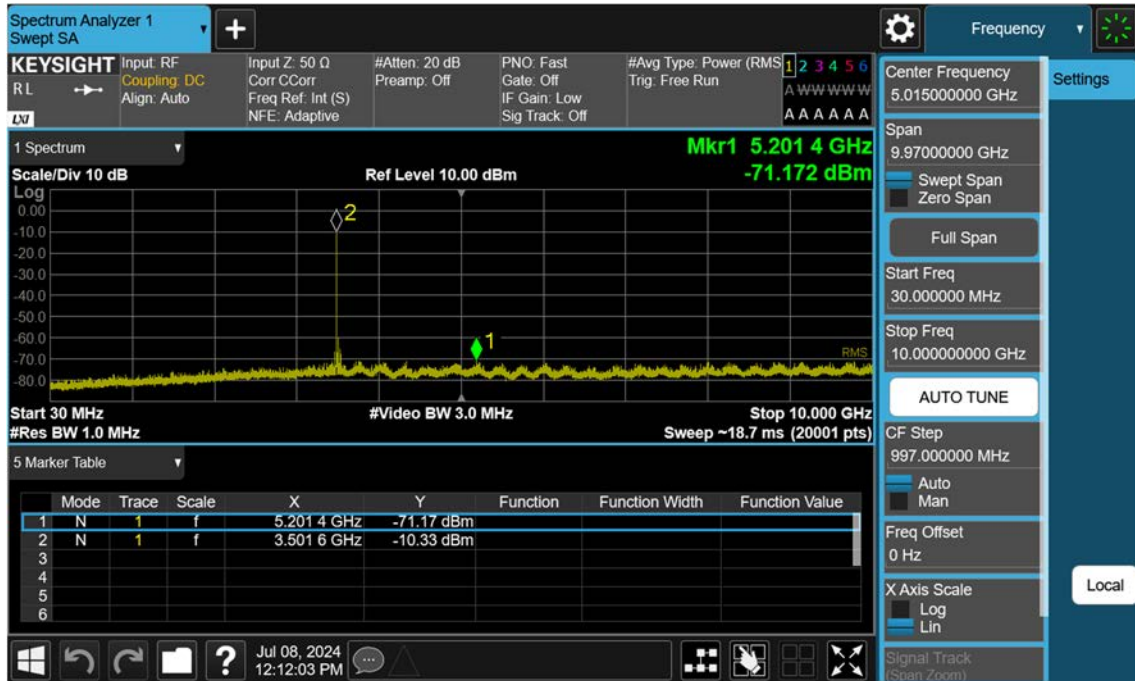 Spectrum Analyzer 1
Swept SA
+
Frequency
KEYSIGHT
R L
LXI
Input: RF
Coupling: DC
Align: Auto
Input Z: 50 Ω
Corr CCorr
Freq Ref: Int (S)
NFE: Adaptive
#Atten: 20 dB
Preamp: Off
PNO: Fast
Gate: Off
IF Gain: Low
Sig Track: Off
#Avg Type: Power (RMS
Trig: Free Run
1 2 3 4 5 6
A W W W W W
A A A A A A
1 Spectrum
Scale/Div 10 dB
Ref Level 10.00 dBm
Mkr1 5.201 4 GHz
-71.172 dBm
Log
0.00
-10.0
-20.0
-30.0
-40.0
-50.0
-60.0
-70.0
-80.0
2
1
RMS
Start 30 MHz
#Video BW 3.0 MHz
Stop 10.000 GHz
#Res BW 1.0 MHz
Sweep ~18.7 ms (20001 pts)
5 Marker Table
Mode Trace Scale X Y Function Function Width Function Value
1 N 1 f 5.201 4 GHz -71.17 dBm
2 N 1 f 3.501 6 GHz -10.33 dBm
3
4
5
6
?
Jul 08, 2024
12:12:03 PM
Center Frequency
5.015000000 GHz
Settings
Span
9.97000000 GHz
Swept Span
Zero Span
Full Span
Start Freq
30.000000 MHz
Stop Freq
10.000000000 GHz
AUTO TUNE
CF Step
997.000000 MHz
Auto
Man
Freq Offset
0 Hz
X Axis Scale
Log
Lin
Local
Signal Track
(Span Zoom)